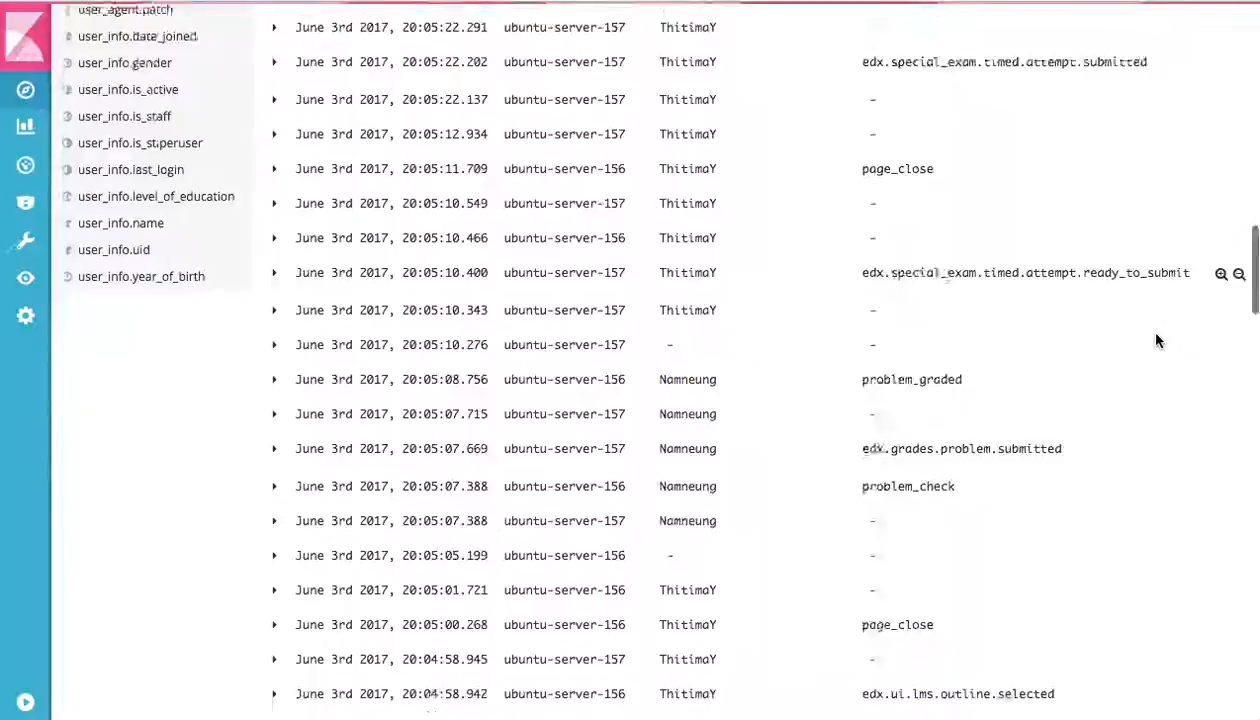 user_agent.patch
user_info.date_joined
user_info.gender
user_info.is_active
user_info.is_staff
user_info.is_superuser
user_info.last_login
user_info.level_of_education
user_info.name
user_info.uid
user_info.year_of_birth
June 3rd 2017, 20:05:22.291 ubuntu-server-157 ThitimaY
June 3rd 2017, 20:05:22.202 ubuntu-server-157 ThitimaY edx.special_exam.timed.attempt.submitted
June 3rd 2017, 20:05:22.137 ubuntu-server-157 ThitimaY -
June 3rd 2017, 20:05:12.934 ubuntu-server-157 ThitimaY -
June 3rd 2017, 20:05:11.709 ubuntu-server-156 ThitimaY page_close
June 3rd 2017, 20:05:10.549 ubuntu-server-157 ThitimaY -
June 3rd 2017, 20:05:10.466 ubuntu-server-156 ThitimaY -
June 3rd 2017, 20:05:10.400 ubuntu-server-157 ThitimaY edx.special_exam.timed.attempt.ready_to_submit
June 3rd 2017, 20:05:10.343 ubuntu-server-157 ThitimaY -
June 3rd 2017, 20:05:10.276 ubuntu-server-157 - -
June 3rd 2017, 20:05:08.756 ubuntu-server-156 Namneung problem_graded
June 3rd 2017, 20:05:07.715 ubuntu-server-157 Namneung -
June 3rd 2017, 20:05:07.669 ubuntu-server-157 Namneung edx.grades.problem.submitted
June 3rd 2017, 20:05:07.388 ubuntu-server-156 Namneung problem_check
June 3rd 2017, 20:05:07.388 ubuntu-server-157 Namneung -
June 3rd 2017, 20:05:05.199 ubuntu-server-156 - -
June 3rd 2017, 20:05:01.721 ubuntu-server-156 ThitimaY -
June 3rd 2017, 20:05:00.268 ubuntu-server-156 ThitimaY page_close
June 3rd 2017, 20:04:58.945 ubuntu-server-157 ThitimaY -
June 3rd 2017, 20:04:58.942 ubuntu-server-156 ThitimaY edx.ui.lms.outline.selected